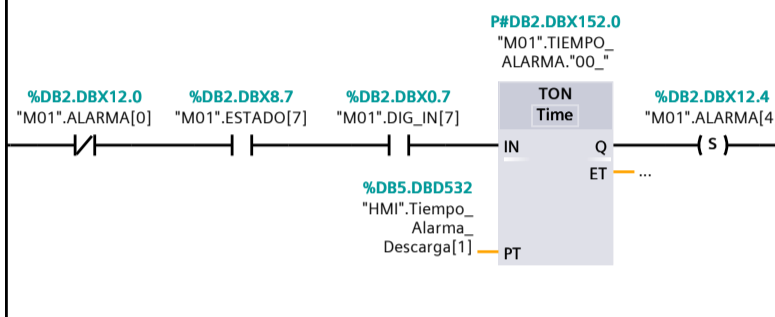 P#DB2.DBX152.0
"M01".TIEMPO_
ALARMA."00_"
%DB2.DBX12.0
"M01".ALARMA[0]
%DB2.DBX8.7
"M01".ESTADO[7]
%DB2.DBX0.7
"M01".DIG_IN[7]
TON
Time
%DB2.DBX12.4
"M01".ALARMA[4
IN
Q
S
ET
...
%DB5.DBD532
"HMI".Tiempo_
Alarma_
Descarga[1]
PT